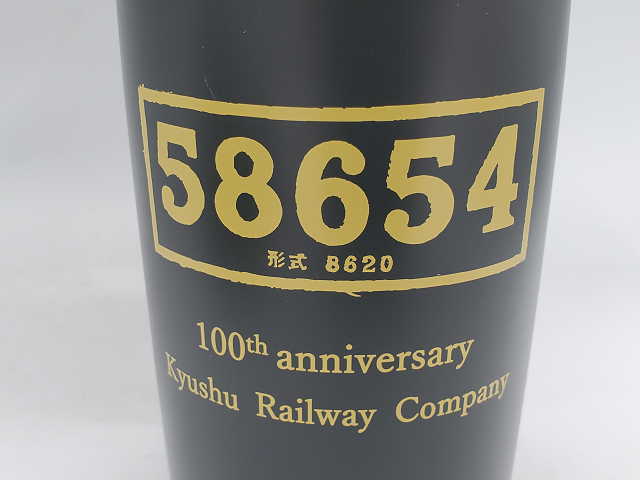 58654
形式 8620
100th anniversary
Kyushu Railway Company